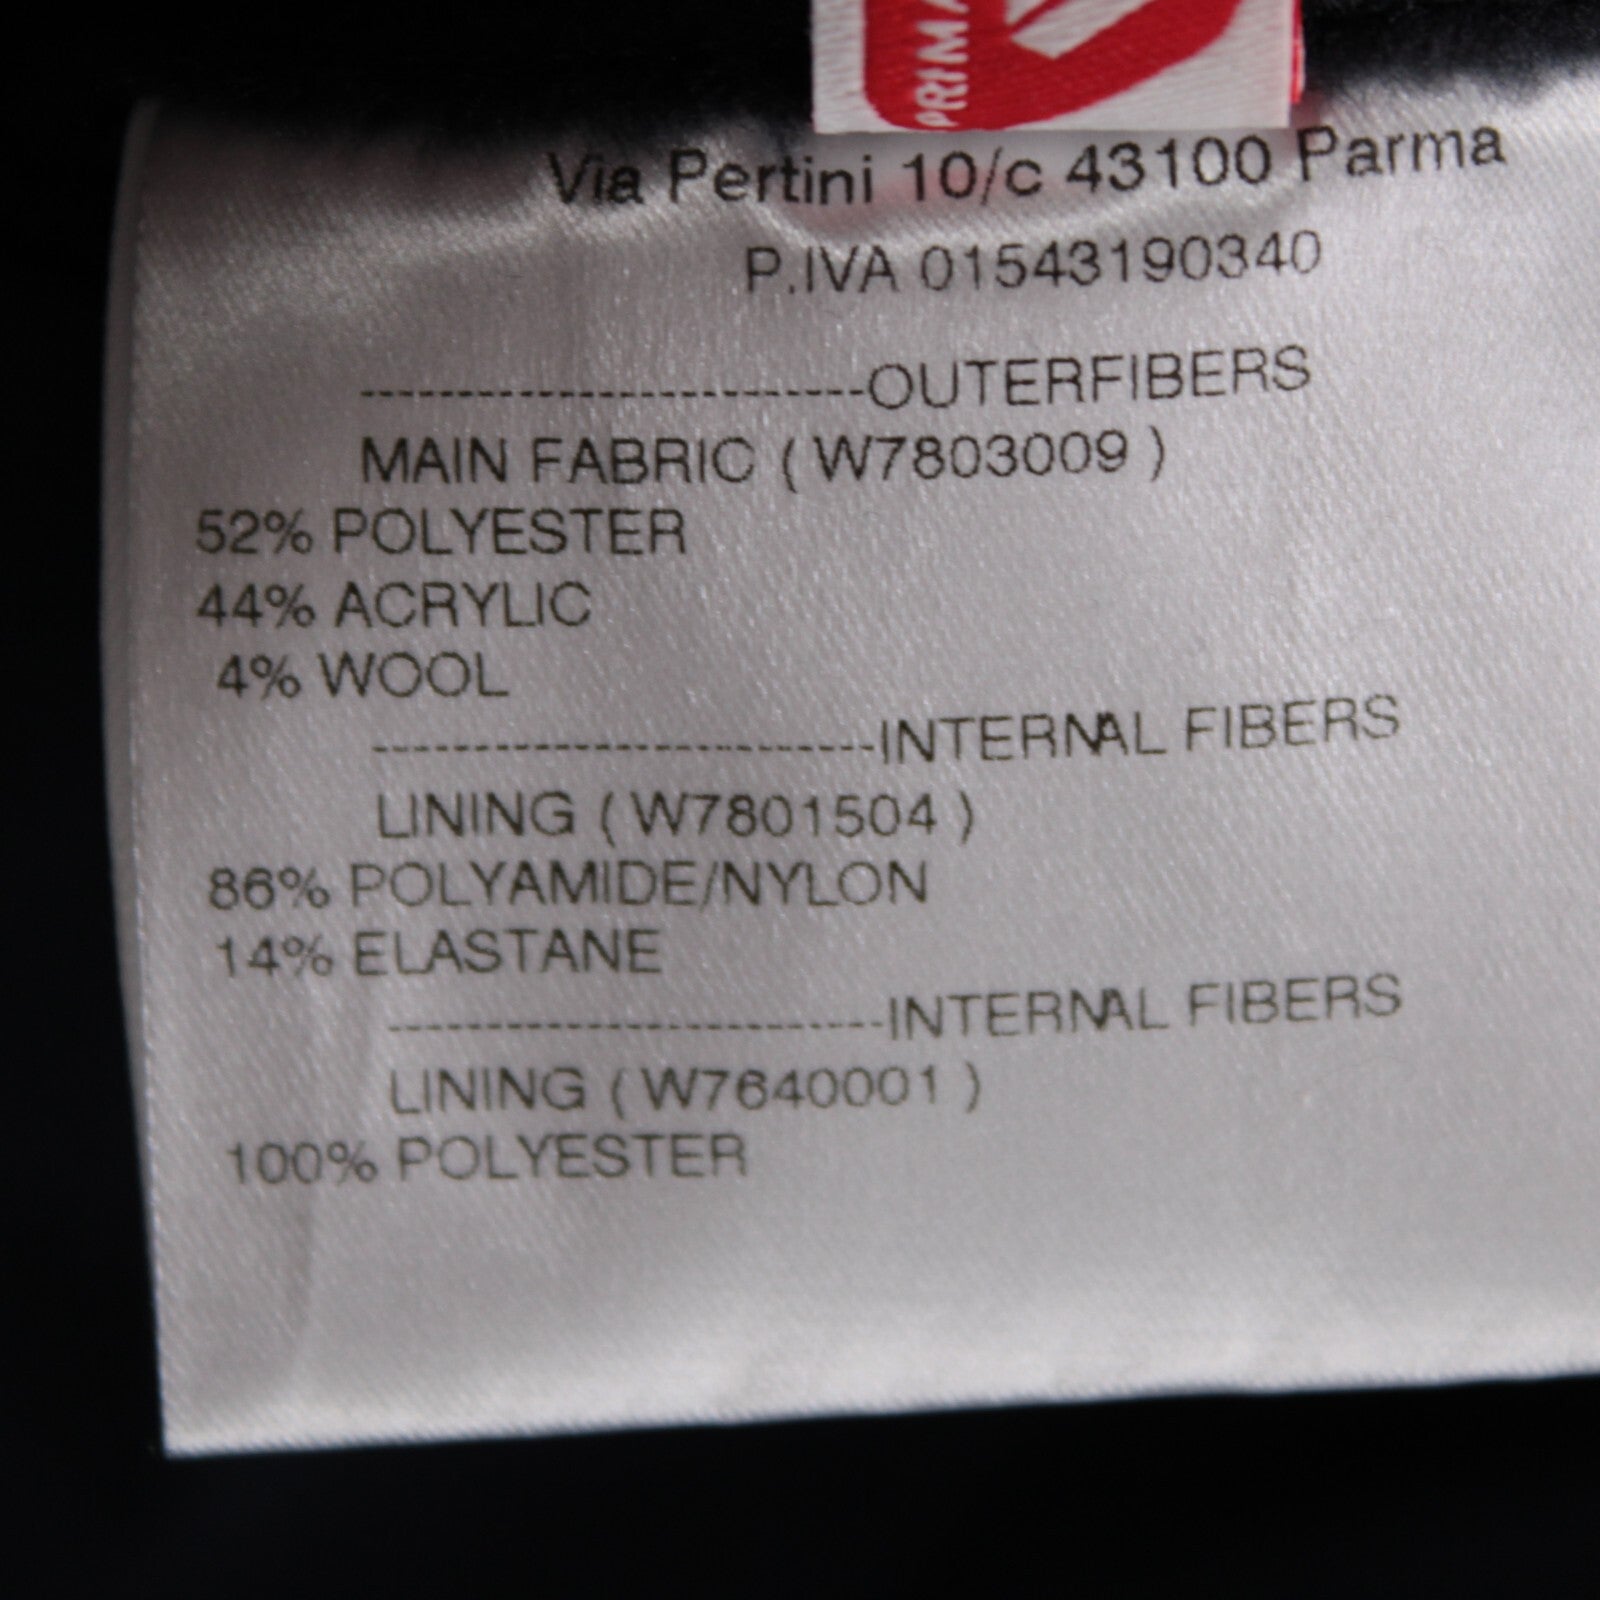 PRIMA
Via Pertini 10/c 43100 Parma
P.IVA 01543190340
-------------------------OUTERFIBERS
MAIN FABRIC ( W7803009 )
52% POLYESTER
44% ACRYLIC
4% WOOL
-------------------------INTERNAL FIBERS
LINING ( W7801504 )
86% POLYAMIDE/NYLON
14% ELASTANE
-------------------------INTERNAL FIBERS
LINING ( W7640001 )
100% POLYESTER